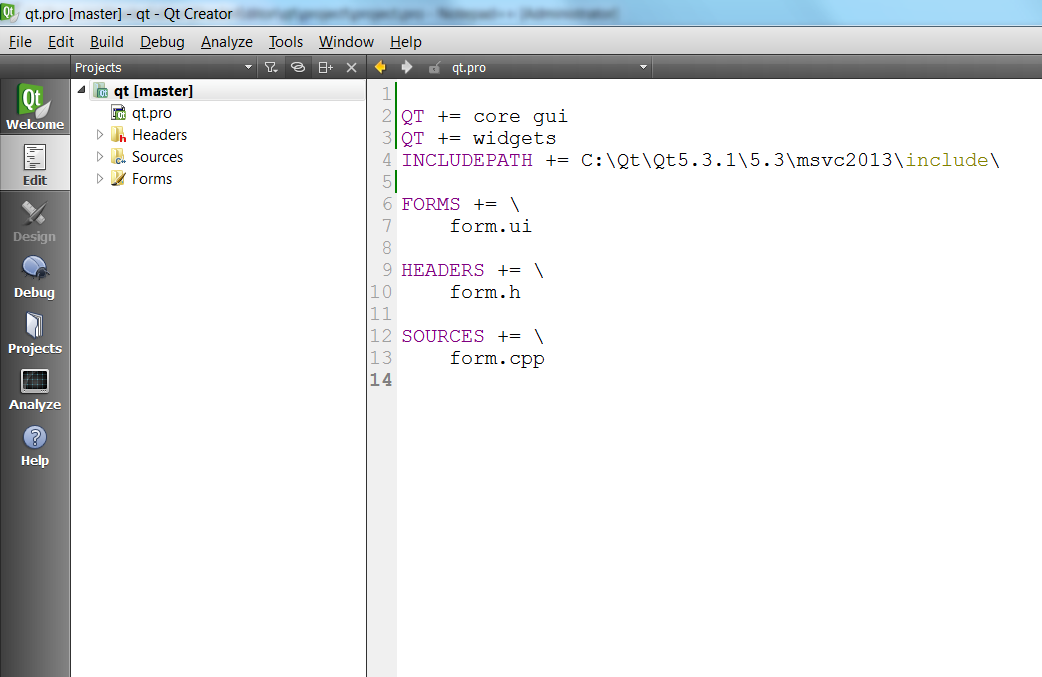 qt.pro [master] - qt - Qt Creator
File Edit Build Debug Analyze Tools Window Help
Projects
qt.pro
Qt
Welcome
Edit
Design
Debug
Projects
Analyze
Help
qt [master]
qt.pro
Headers
Sources
Forms
1
2 QT += core gui
3 QT += widgets
4 INCLUDEPATH += C:\Qt\Qt5.3.1\5.3\msvc2013\include\
5
6 FORMS += \
7 form.ui
8
9 HEADERS += \
10 form.h
11
12 SOURCES += \
13 form.cpp
14